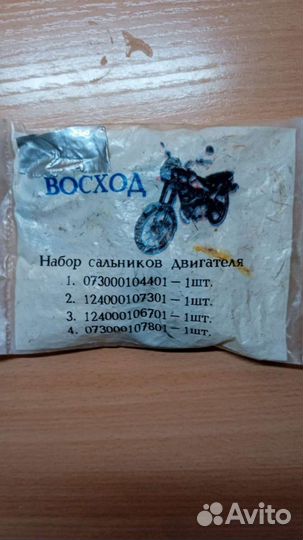 ВОСХОД
Набор сальников двигателя
1. 073000104401 – 1шт.
2. 124000107301 – 1шт.
3. 124000106701 – 1шт.
4. 073000107801 – 1шт.
Avito